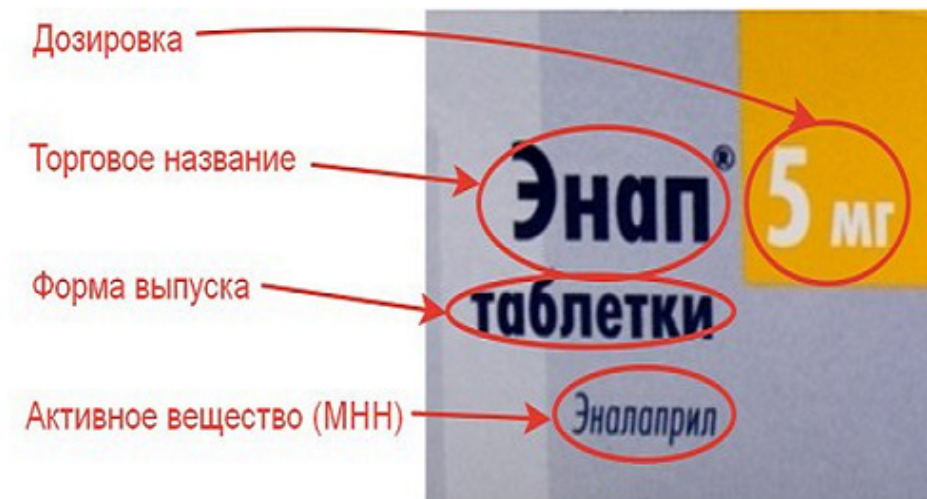 Дозировка
Торговое название
Энап® 5 мг
Форма выпуска
таблетки
Активное вещество (МНН)
Эналаприл